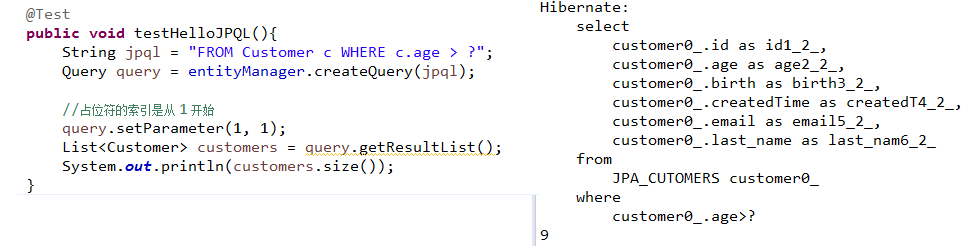 @Test
public void testHelloJPQL(){
String jpql = "FROM Customer c WHERE c.age > ?";
Query query = entityManager.createQuery(jpql);
//占位符的索引是从 1 开始
query.setParameter(1, 1);
List<Customer> customers = query.getResultList();
System.out.println(customers.size());
}
Hibernate:
select
customer0_.id as id1_2_,
customer0_.age as age2_2_,
customer0_.birth as birth3_2_,
customer0_.createdTime as createdT4_2_,
customer0_.email as email5_2_,
customer0_.last_name as last_nam6_2_
from
JPA_CUTOMERS customer0_
where
customer0_.age>?
9